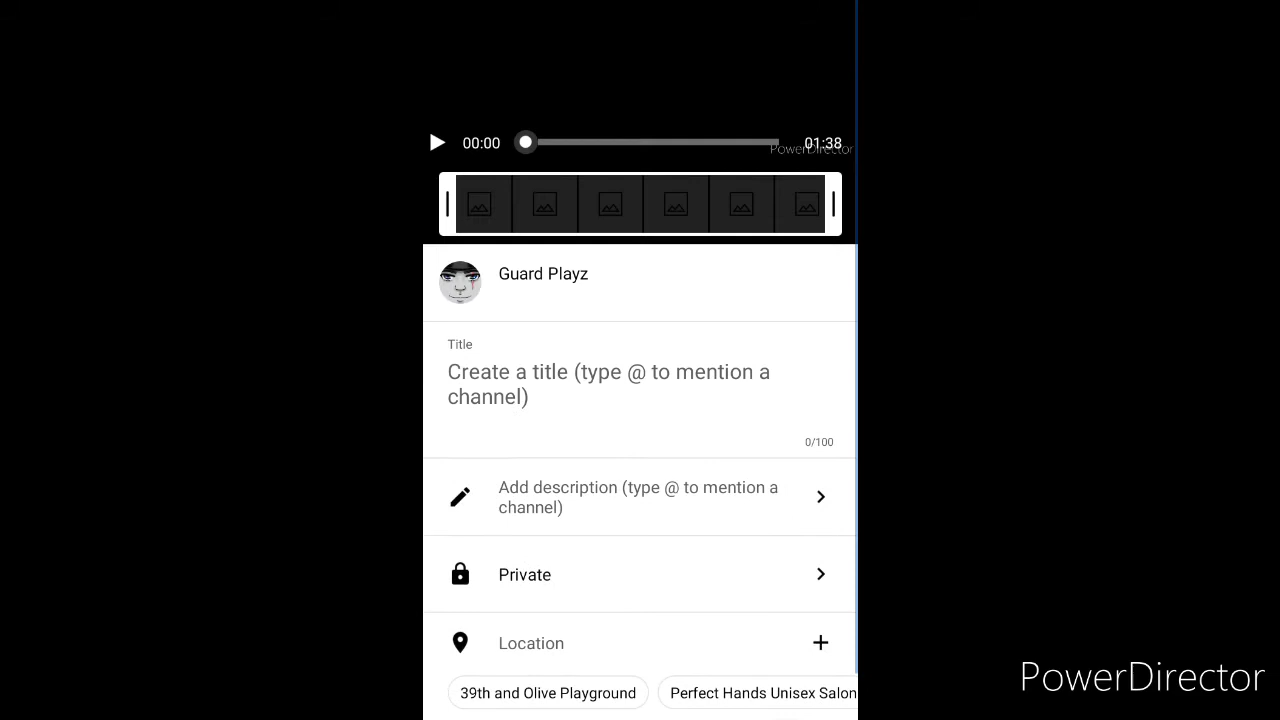 00:00
01:38
PowerDirector
Guard Playz
Title
Create a title (type @ to mention a
channel)
0/100
Add description (type @ to mention a
channel)
Private
Location
39th and Olive Playground
Perfect Hands Unisex Salon
PowerDirector